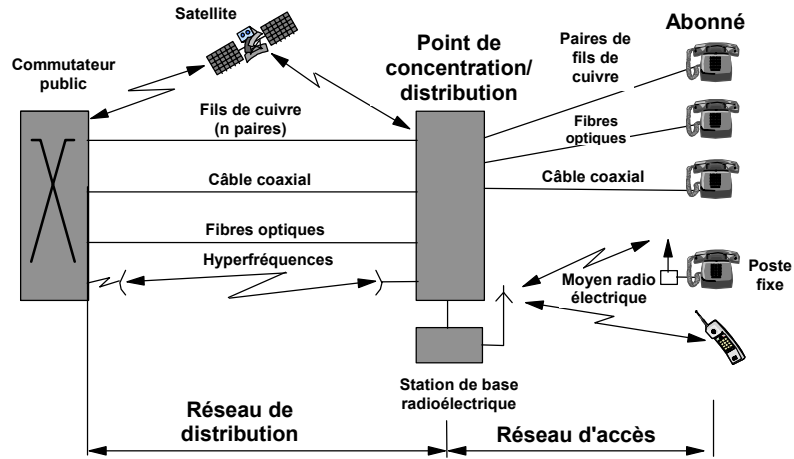 Satellite
Commutateur
public
Point de
concentration/
distribution
Paires de
fils de
cuivre
Abonné
Fils de cuivre
(n paires)
Fibres
optiques
Câble coaxial
Câble coaxial
Fibres optiques
Hyperfréquences
Moyen radio
électrique
Poste
fixe
Station de base
radioélectrique
Réseau de
distribution
Réseau d'accès